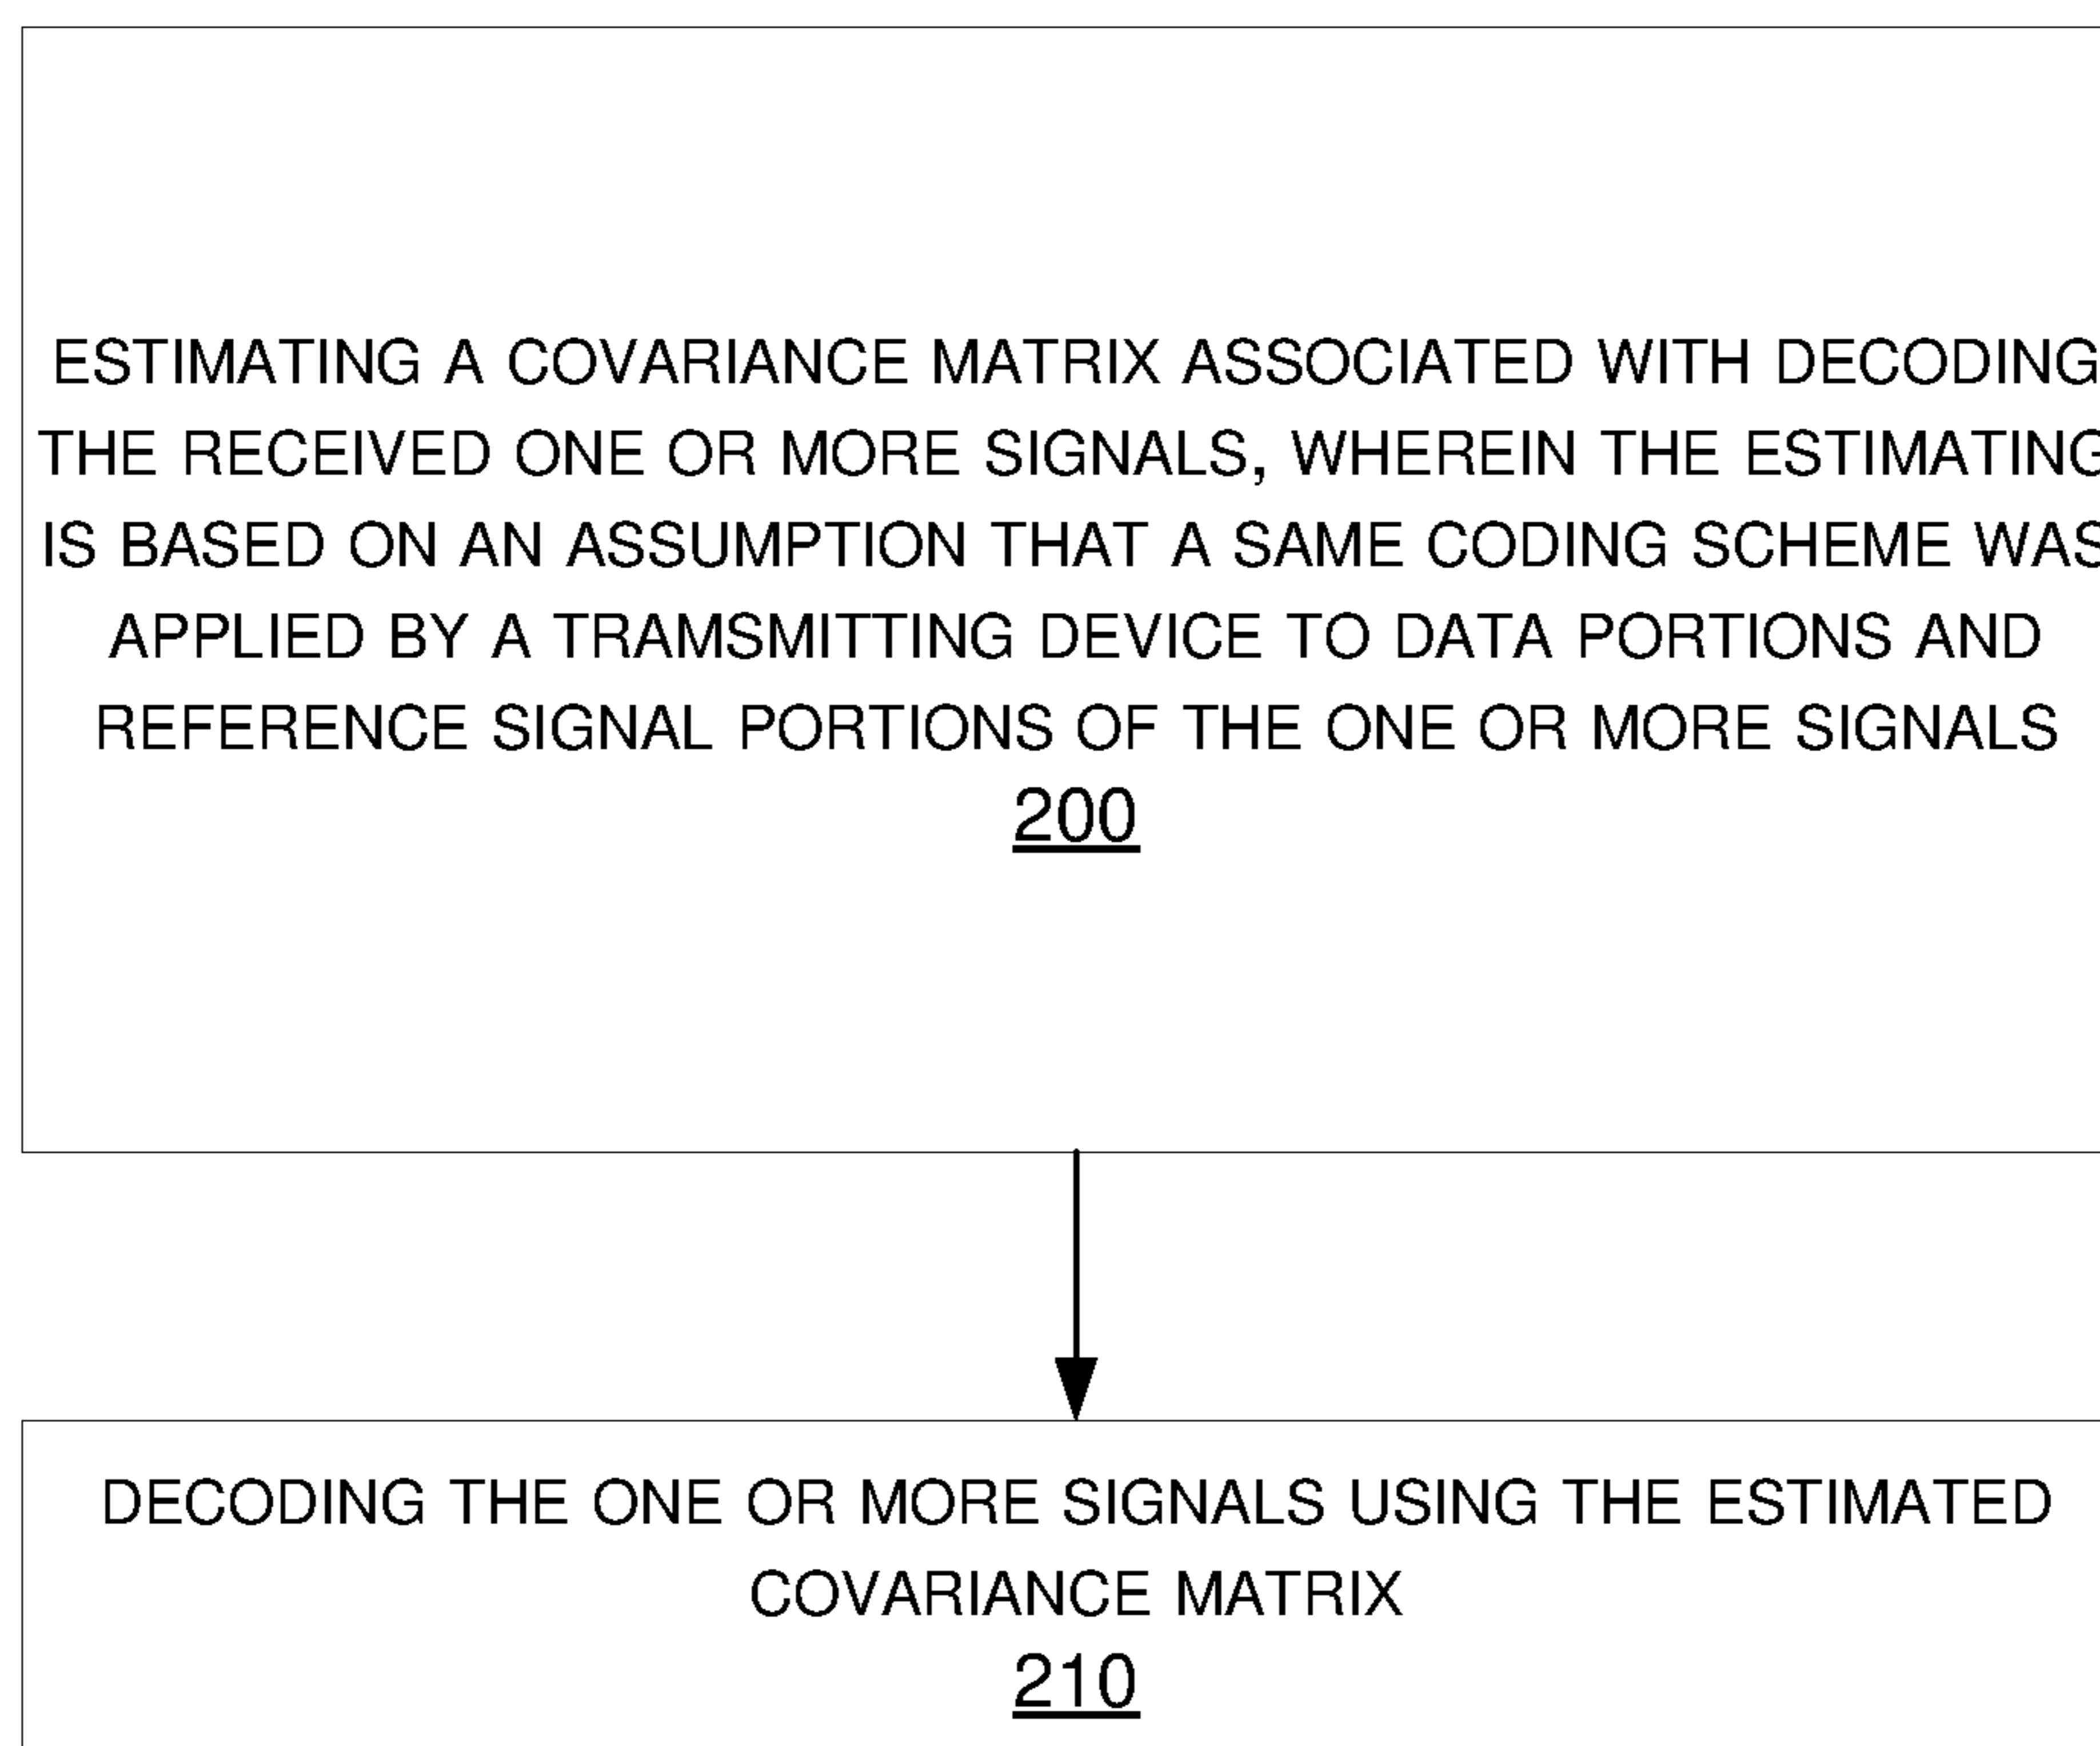 ESTIMATING A COVARIANCE MATRIX ASSOCIATED WITH DECODING
THE RECEIVED ONE OR MORE SIGNALS, WHEREIN THE ESTIMATING
IS BASED ON AN ASSUMPTION THAT A SAME CODING SCHEME WAS
APPLIED BY A TRAMSMITTING DEVICE TO DATA PORTIONS AND
REFERENCE SIGNAL PORTIONS OF THE ONE OR MORE SIGNALS
200
DECODING THE ONE OR MORE SIGNALS USING THE ESTIMATED
COVARIANCE MATRIX
210